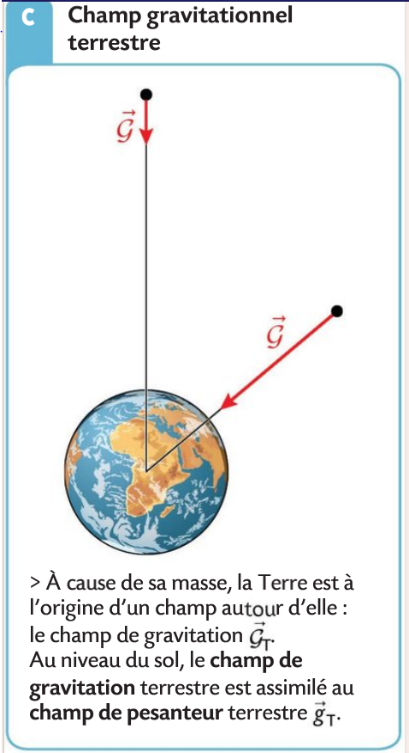 C Champ gravitationnel
terrestre
𝒢⃗
𝒢⃗
> À cause de sa masse, la Terre est à
l’origine d’un champ autour d’elle :
le champ de gravitation 𝒢⃗T.
Au niveau du sol, le champ de
gravitation terrestre est assimilé au
champ de pesanteur terrestre g⃗T.